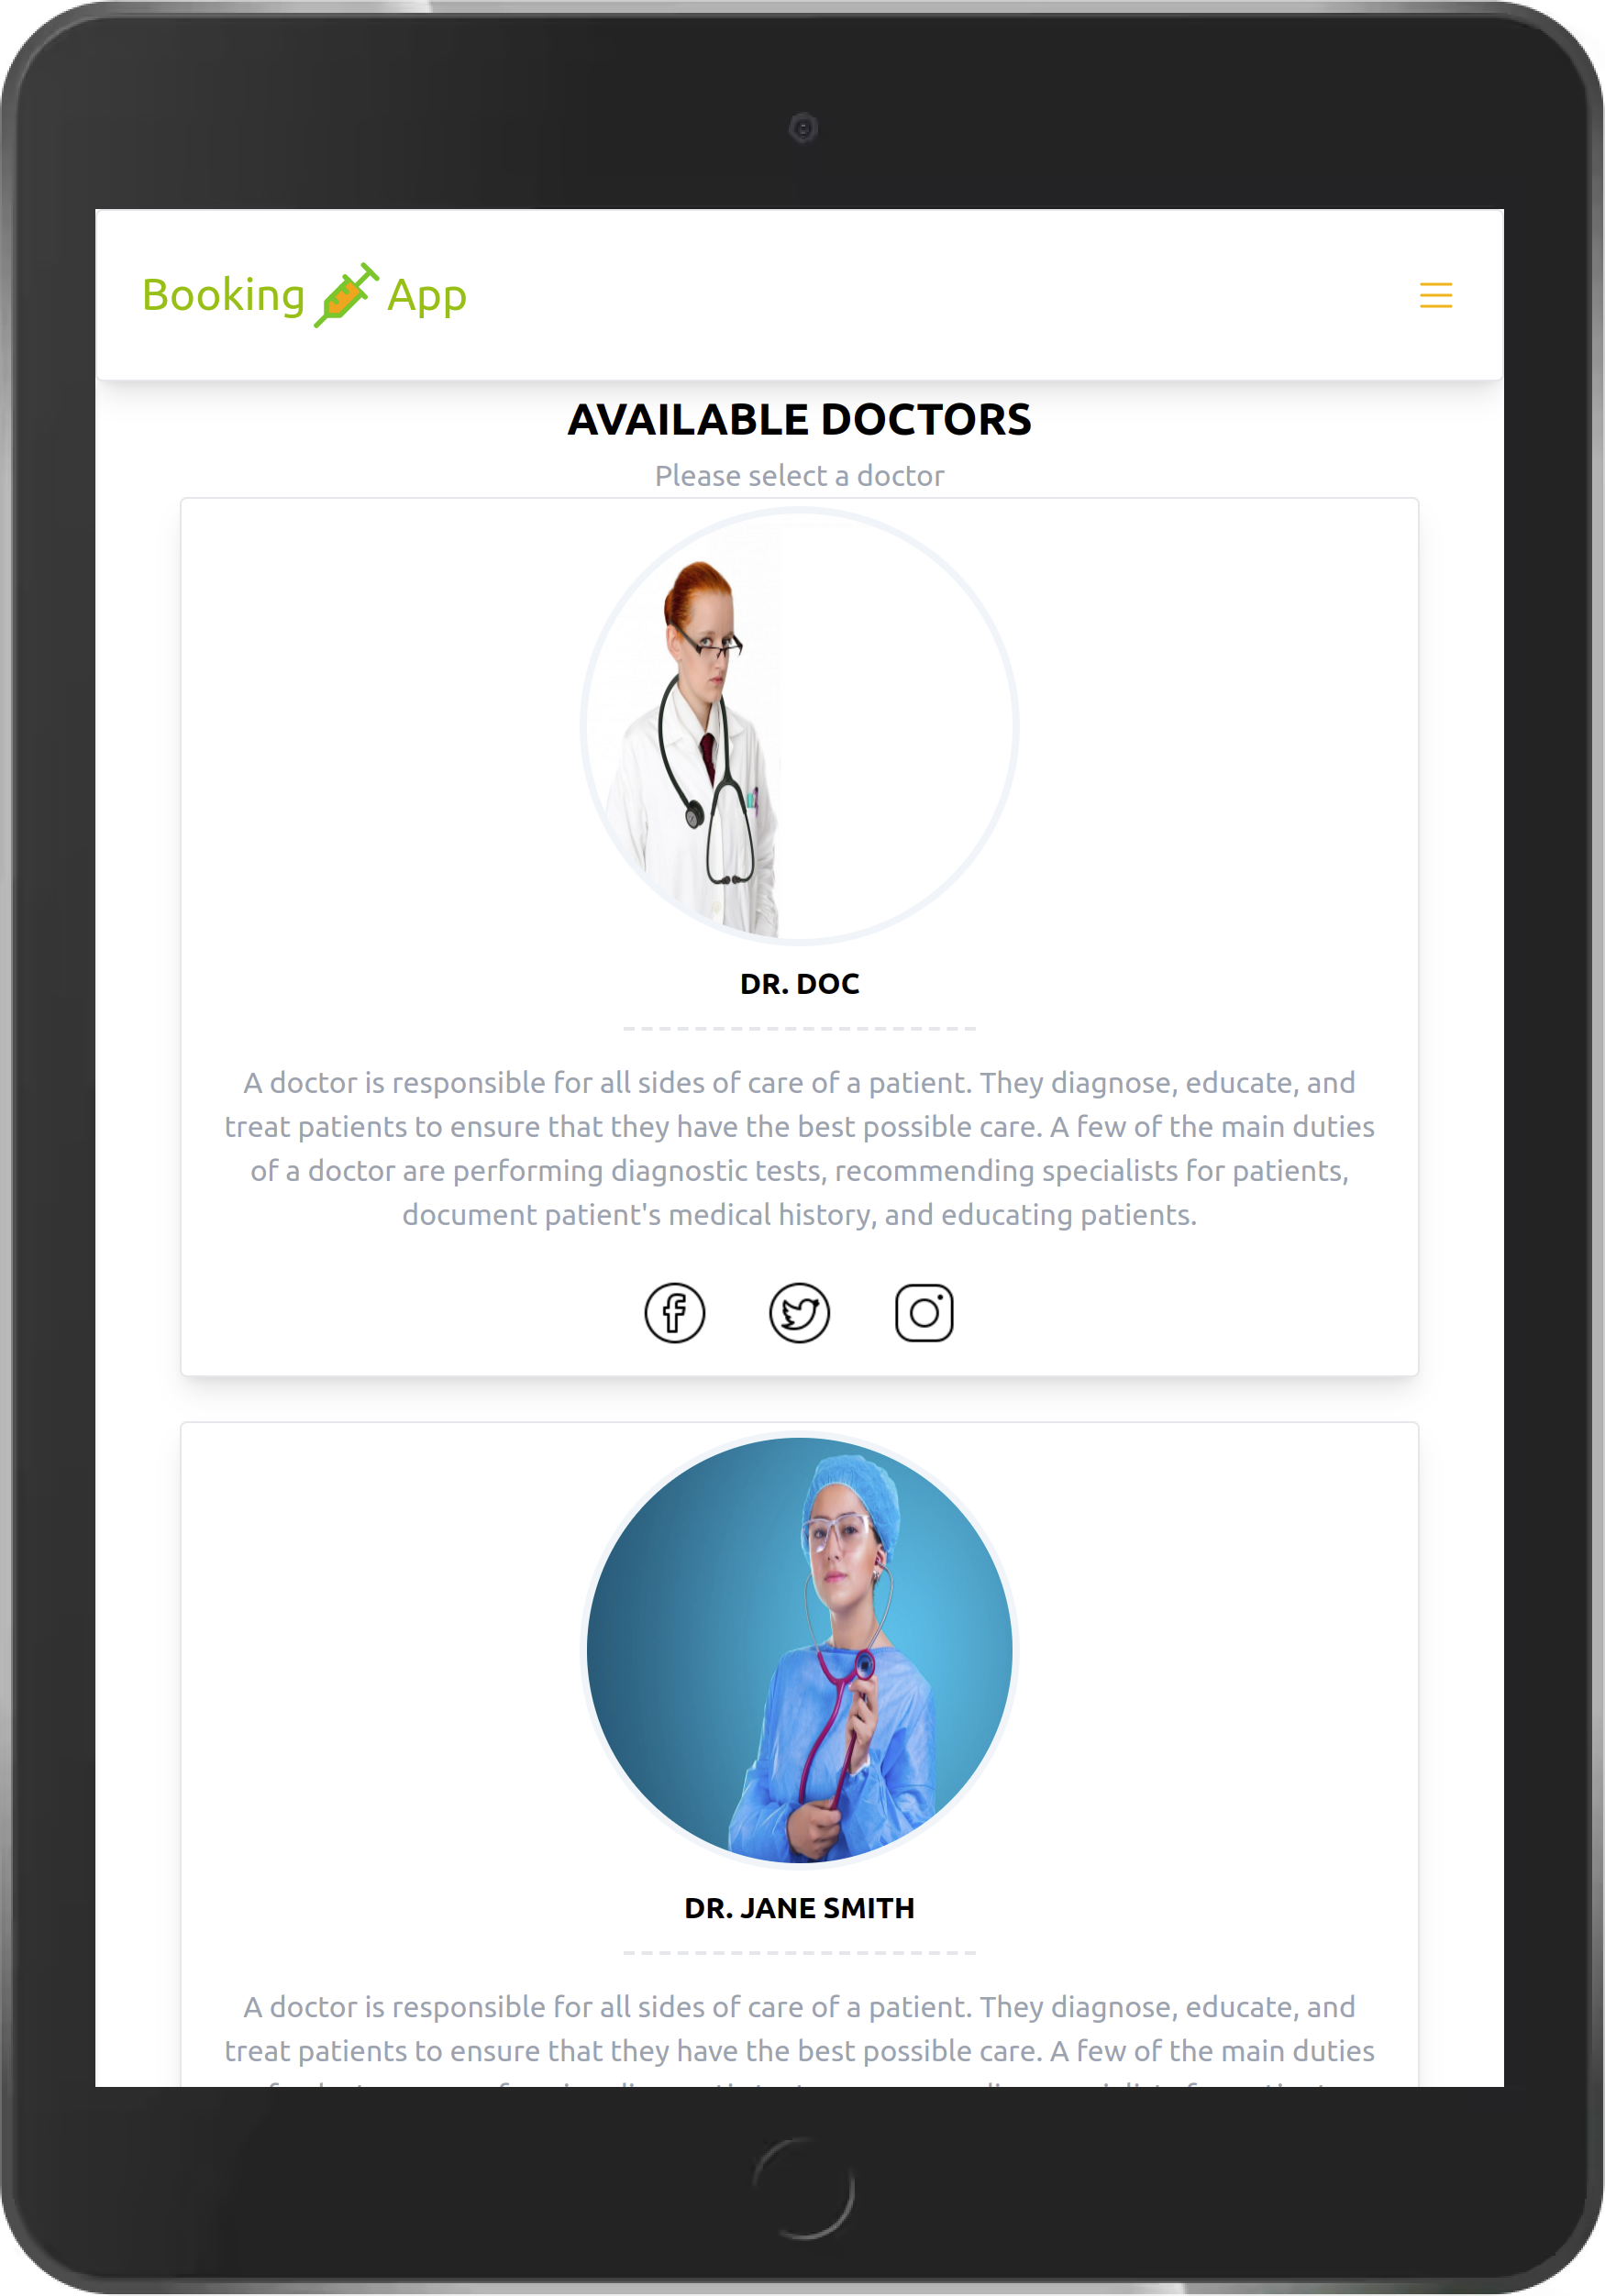 Booking App
AVAILABLE DOCTORS
Please select a doctor
DR. DOC
A doctor is responsible for all sides of care of a patient. They diagnose, educate, and
treat patients to ensure that they have the best possible care. A few of the main duties
of a doctor are performing diagnostic tests, recommending specialists for patients,
document patient's medical history, and educating patients.
DR. JANE SMITH
A doctor is responsible for all sides of care of a patient. They diagnose, educate, and
treat patients to ensure that they have the best possible care. A few of the main duties